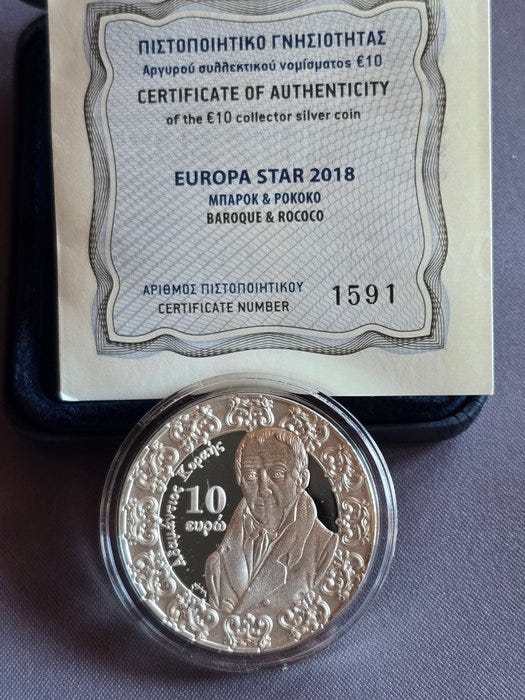 ΠΙΣΤΟΠΟΙΗΤΙΚΟ ΓΝΗΣΙΟΤΗΤΑΣ
Αργυρού συλλεκτικού νομίσματος €10
CERTIFICATE OF AUTHENTICITY
of the €10 collector silver coin
EUROPA STAR 2018
ΜΠΑΡΟΚ & ΡΟΚΟΚΟ
BAROQUE & ROCOCO
ΑΡΙΘΜΟΣ ΠΙΣΤΟΠΟΙΗΤΙΚΟΥ
CERTIFICATE NUMBER
1591
Αδαμάντιος Κοραής
10
ευρώ